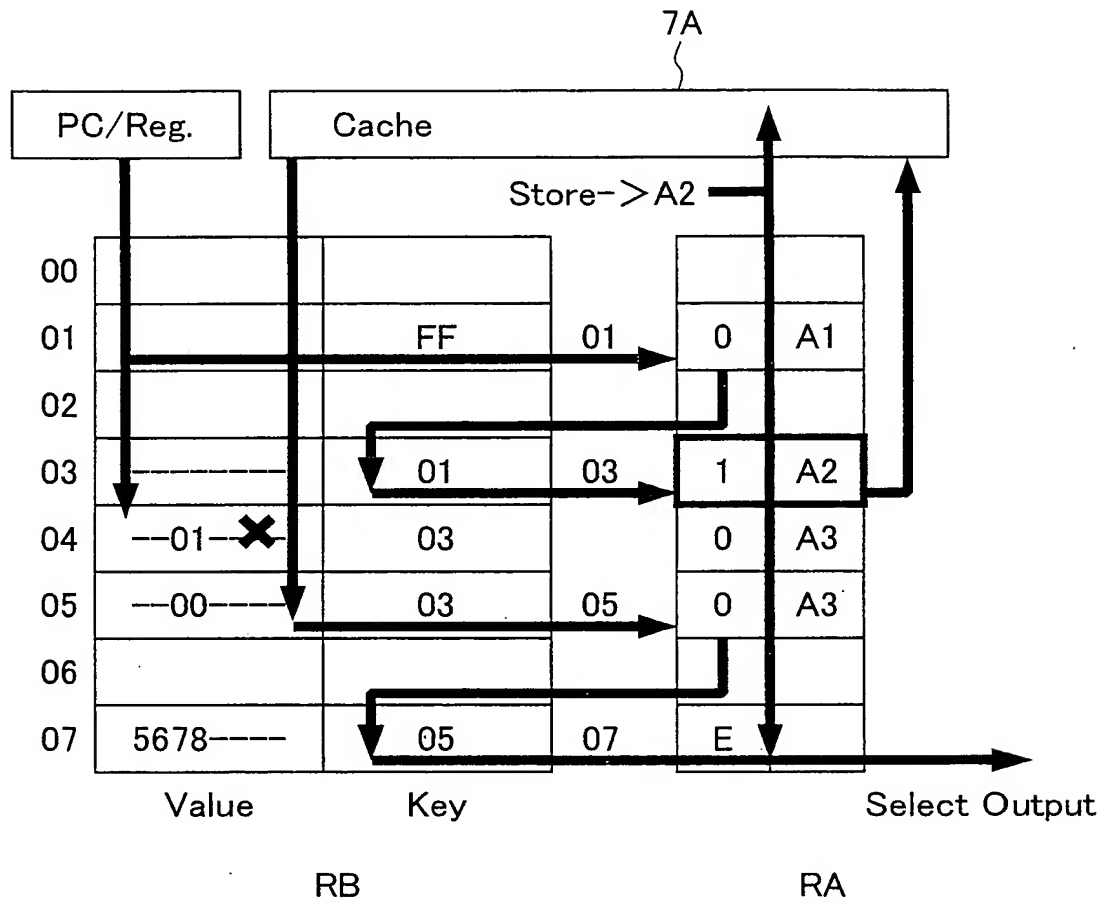 7A
PC/Reg. Cache
Store->A2
00
01 FF 01 0 A1
02
03 --------- 01 03 1 A2
04 --01----- 03 0 A3
05 --00----- 03 05 0 A3
06
07 5678---- 05 07 E
Value Key Select Output
RB RA